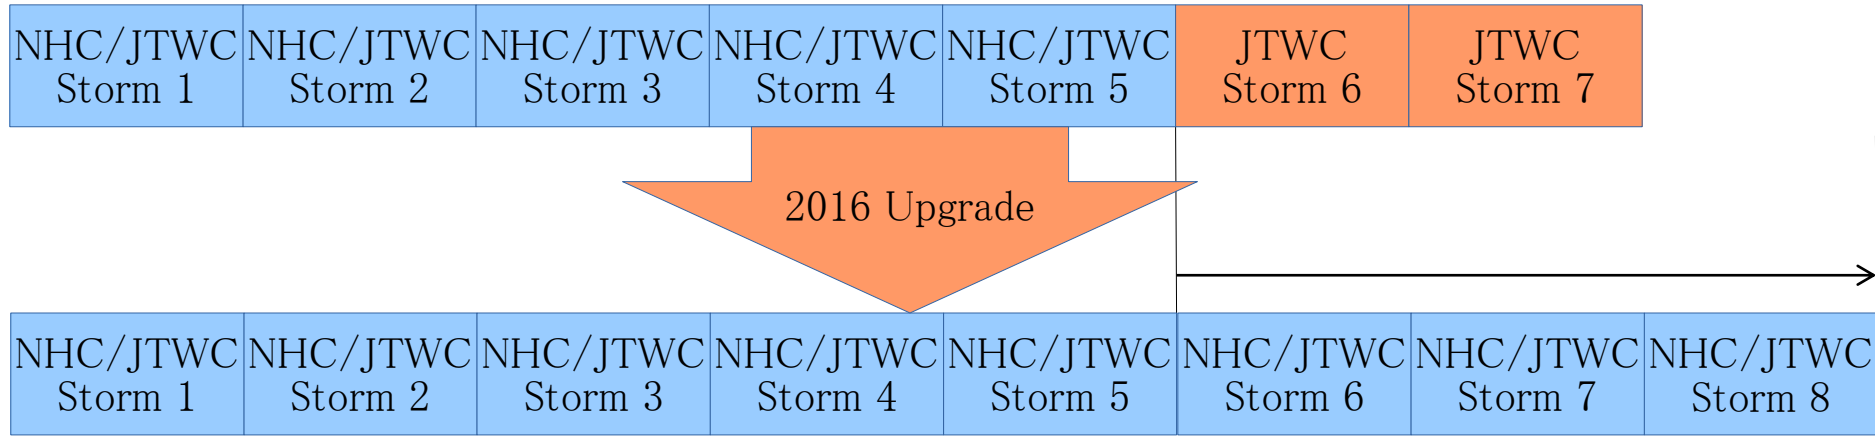 NHC/JTWC NHC/JTWC NHC/JTWC NHC/JTWC NHC/JTWC JTWC JTWC
Storm 1 Storm 2 Storm 3 Storm 4 Storm 5 Storm 6 Storm 7
2016 Upgrade
NHC/JTWC NHC/JTWC NHC/JTWC NHC/JTWC NHC/JTWC NHC/JTWC NHC/JTWC NHC/JTWC
Storm 1 Storm 2 Storm 3 Storm 4 Storm 5 Storm 6 Storm 7 Storm 8